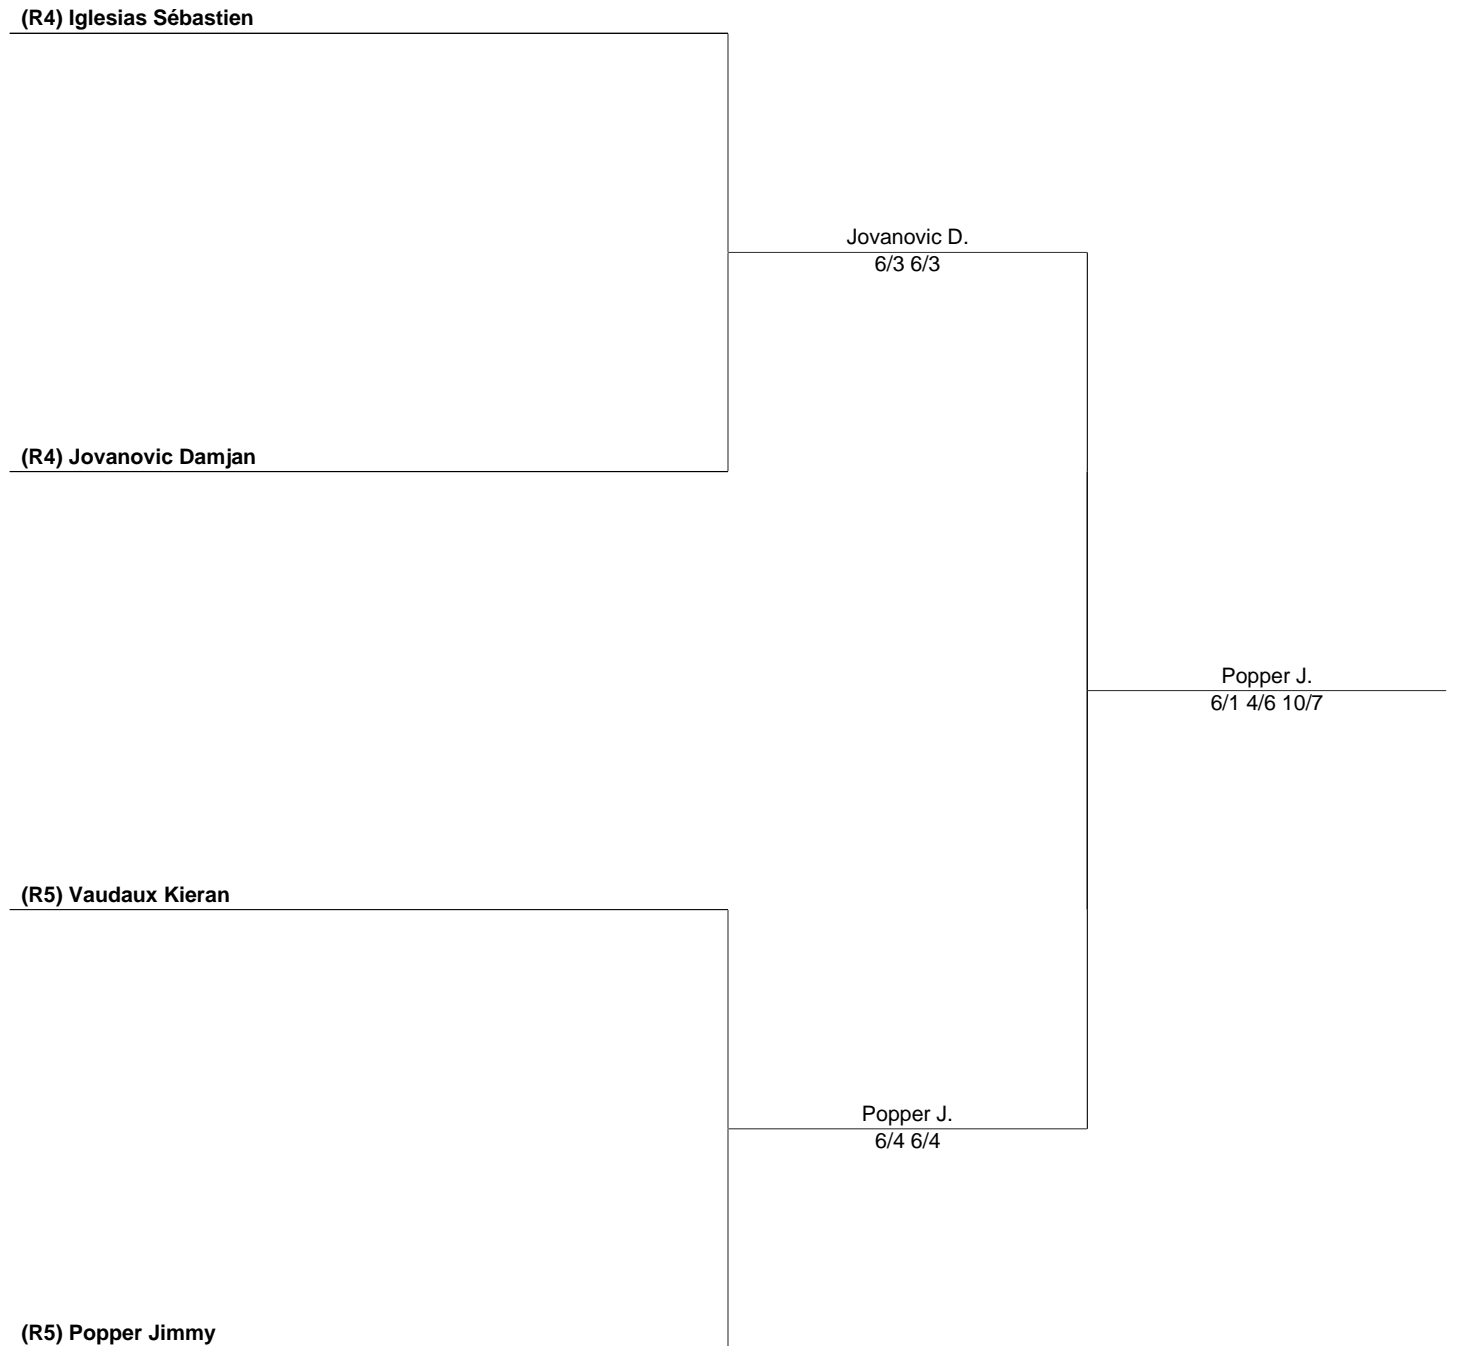 (R4) Iglesias Sébastien
Jovanovic D.
6/3 6/3
(R4) Jovanovic Damjan
Popper J.
6/1 4/6 10/7
(R5) Vaudaux Kieran
Popper J.
6/4 6/4
(R5) Popper Jimmy